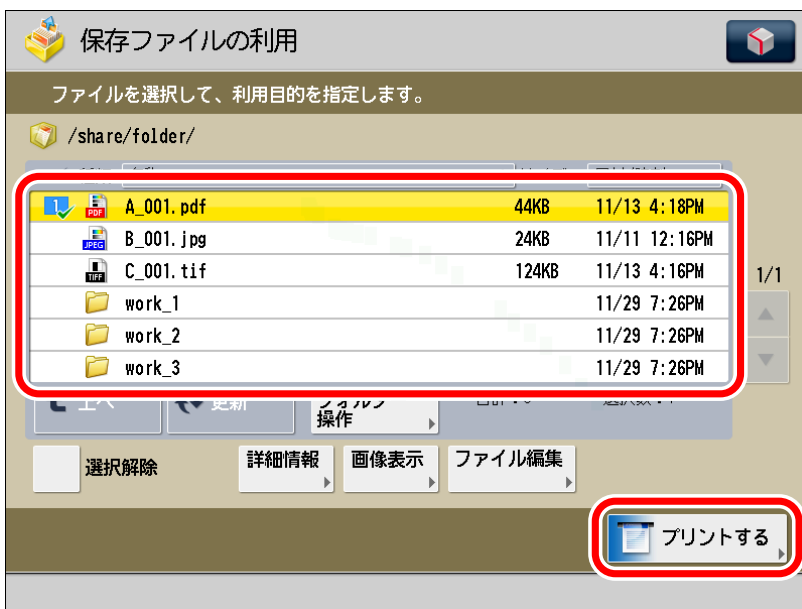 保存ファイルの利用
ファイルを選択して、利用目的を指定します。
/share/folder/
1 PDF A_001.pdf 44KB 11/13 4:18PM
JPEG B_001.jpg 24KB 11/11 12:16PM
TIFF C_001.tif 124KB 11/13 4:16PM
1/1
work_1 11/29 7:26PM
work_2 11/29 7:26PM
work_3 11/29 7:26PM
上へ 更新
操作
選択解除 詳細情報 画像表示 ファイル編集
プリントする